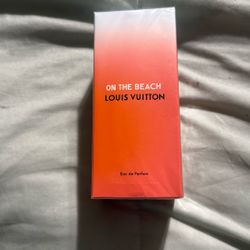 ON THE BEACH
LOUIS VUITTON
Eau de Parfum